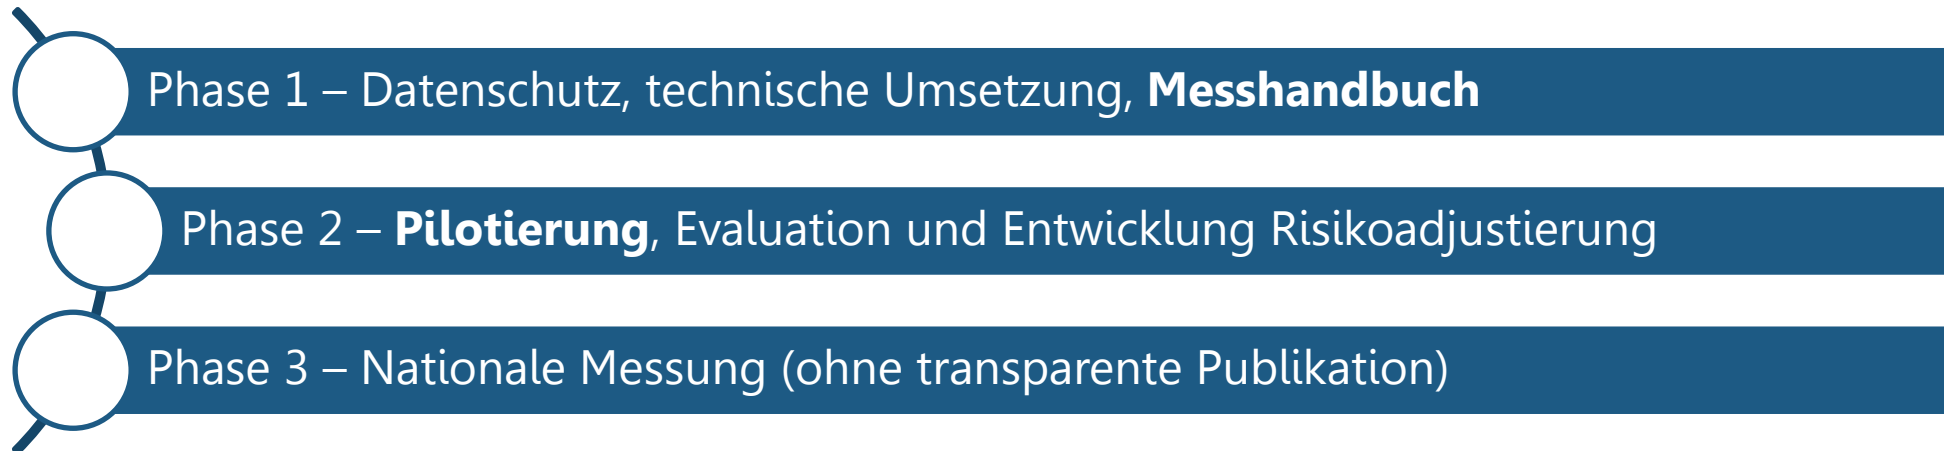 Phase 1 – Datenschutz, technische Umsetzung, Messhandbuch
Phase 2 – Pilotierung, Evaluation und Entwicklung Risikoadjustierung
Phase 3 – Nationale Messung (ohne transparente Publikation)